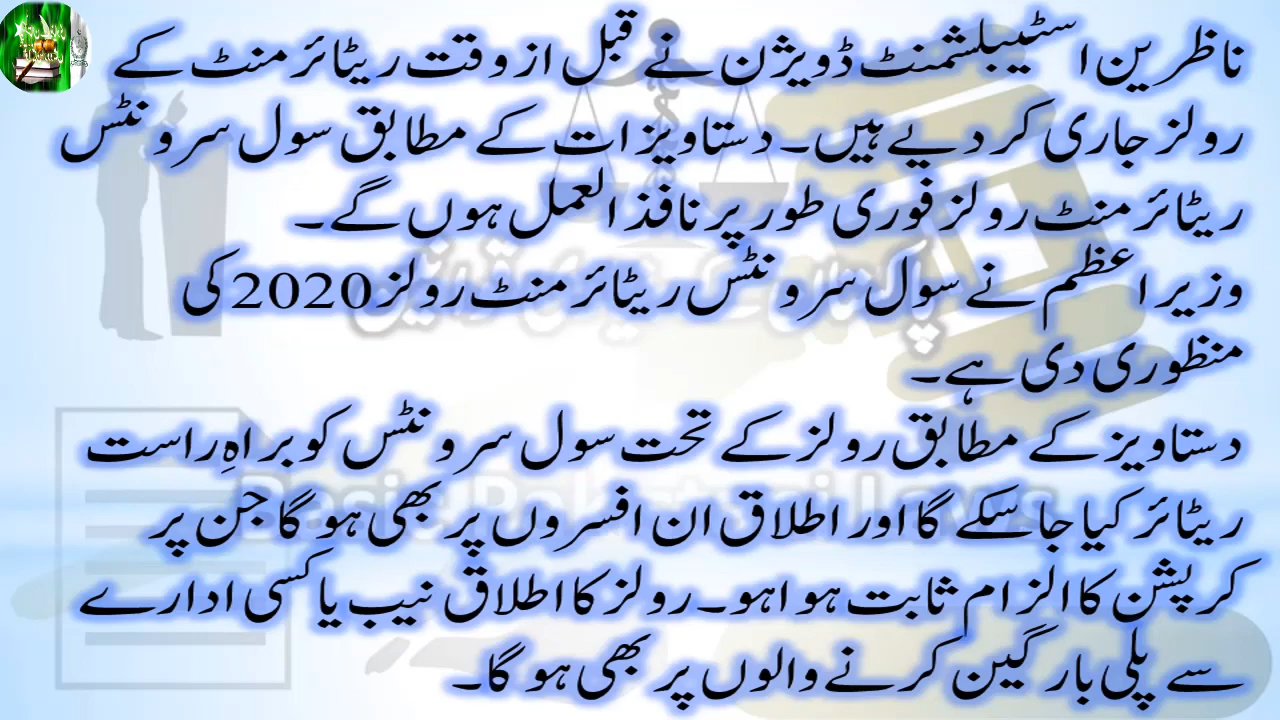 ناظرین اسٹیبلشمنٹ ڈویژن نے قبل از وقت ریٹائرمنٹ کے
رولز جاری کر دیے ہیں۔ دستاویزات کے مطابق سول سرونٹس
ریٹائرمنٹ رولز فوری طور پر نافذ العمل ہوں گے۔
وزیراعظم نے سول سرونٹس ریٹائرمنٹ رولز 2020 کی
منظوری دی ہے۔
دستاویز کے مطابق رولز کے تحت سول سرونٹس کو براہِ راست
ریٹائر کیا جا سکے گا اور اطلاق ان افسروں پر بھی ہو گا جن پر
Basic Pakistani Laws
کرپشن کا الزام ثابت ہوا ہو۔ رولز کا اطلاق نیب یا کسی ادارے
سے پلی بارگین کرنے والوں پر بھی ہو گا۔